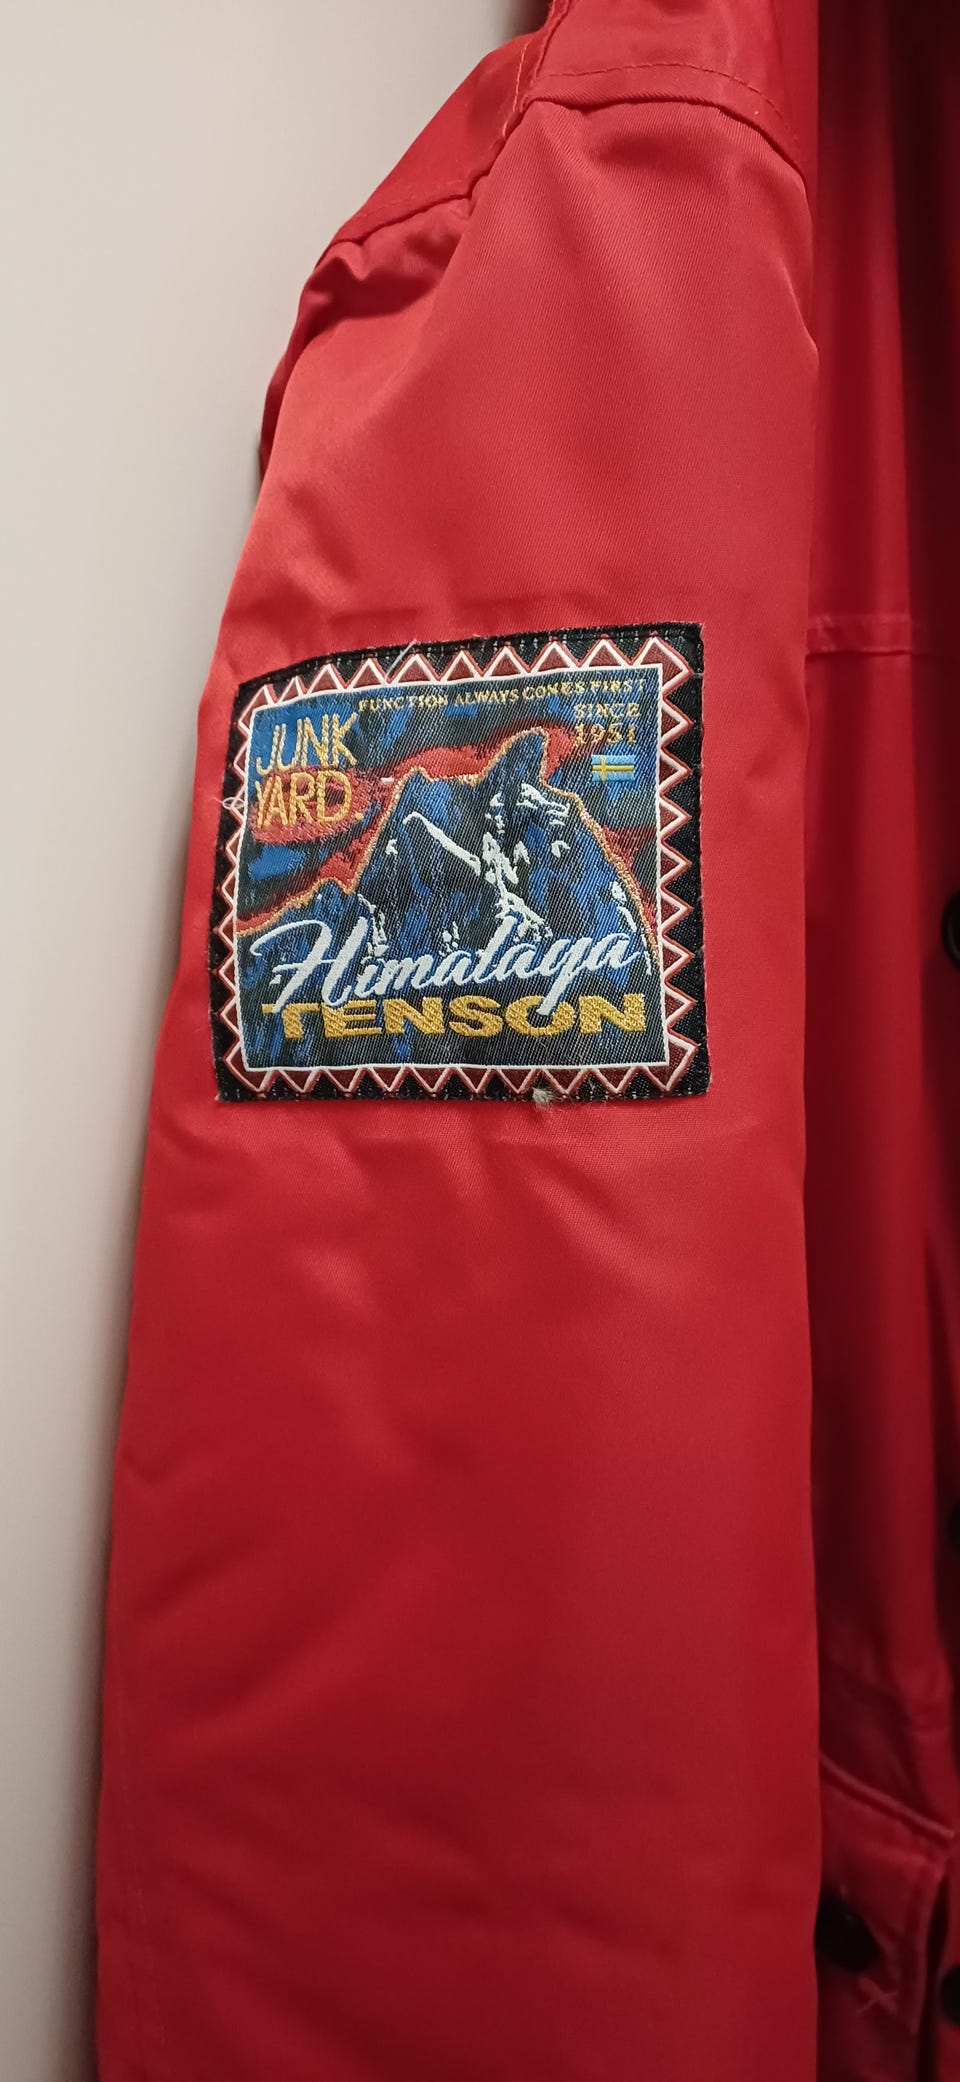 FUNCTION ALWAYS COMES FIRST
SINCE
1951
JUNK
YARD.
Himalaya
TENSON